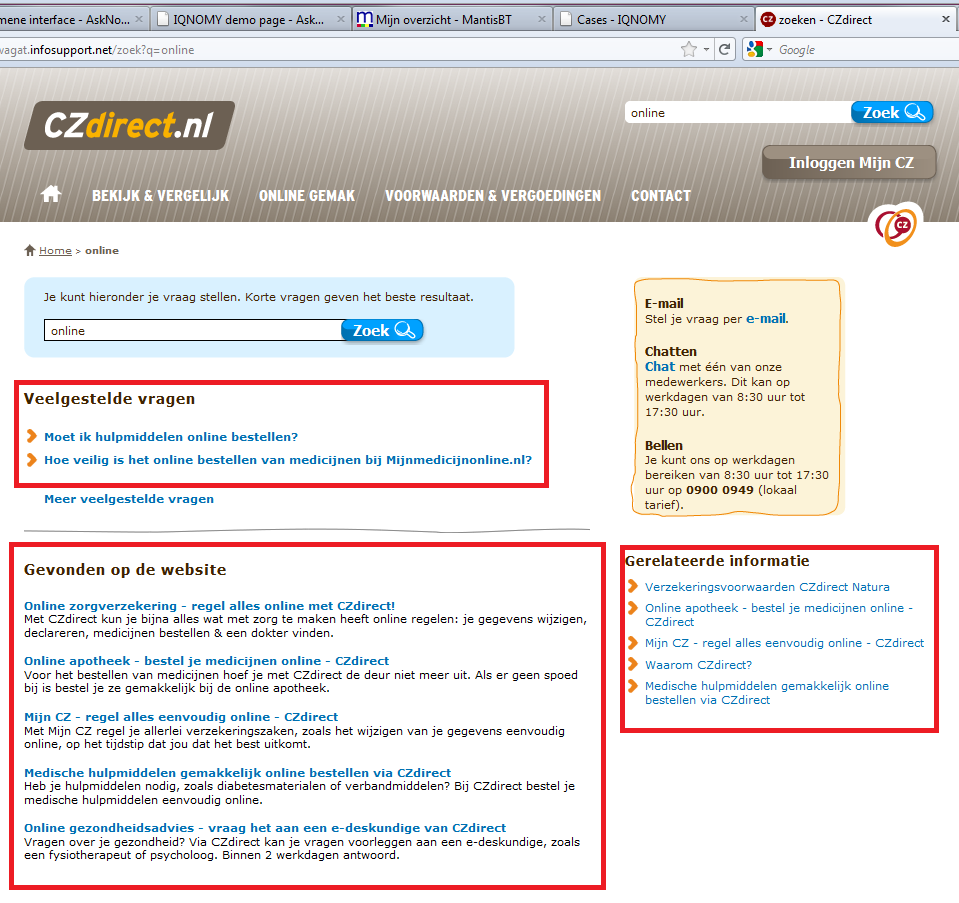 mene interface - AskNo...
IQNOMY demo page - Ask...
Mijn overzicht - MantisBT
Cases - IQNOMY
zoeken - CZdirect
wagat.infosupport.net/zoek?q=online
Google
CZdirect.nl
online
Zoek
Inloggen Mijn CZ
BEKIJK & VERGELIJK
ONLINE GEMAK
VOORWAARDEN & VERGOEDINGEN
CONTACT
CZ
Home > online
Je kunt hieronder je vraag stellen. Korte vragen geven het beste resultaat.
online
Zoek
Veelgestelde vragen
Moet ik hulpmiddelen online bestellen?
Hoe veilig is het online bestellen van medicijnen bij Mijnmedicijnonline.nl?
Meer veelgestelde vragen
E-mail
Stel je vraag per e-mail.
Chatten
Chat met één van onze
medewerkers. Dit kan op
werkdagen van 8:30 uur tot
17:30 uur.
Bellen
Je kunt ons op werkdagen
bereiken van 8:30 uur tot 17:30
uur op 0900 0949 (lokaal
tarief).
Gevonden op de website
Online zorgverzekering - regel alles online met CZdirect!
Met CZdirect kun je bijna alles wat met zorg te maken heeft online regelen: je gegevens wijzigen,
declareren, medicijnen bestellen & een dokter vinden.
Online apotheek - bestel je medicijnen online - CZdirect
Voor het bestellen van medicijnen hoef je met CZdirect de deur niet meer uit. Als er geen spoed
bij is bestel je ze gemakkelijk bij de online apotheek.
Mijn CZ - regel alles eenvoudig online - CZdirect
Met Mijn CZ regel je allerlei verzekeringszaken, zoals het wijzigen van je gegevens eenvoudig
online, op het tijdstip dat jou dat het best uitkomt.
Medische hulpmiddelen gemakkelijk online bestellen via CZdirect
Heb je hulpmiddelen nodig, zoals diabetesmaterialen of verbandmiddelen? Bij CZdirect bestel je
medische hulpmiddelen eenvoudig online.
Online gezondheidsadvies - vraag het aan een e-deskundige van CZdirect
Vragen over je gezondheid? Via CZdirect kan je vragen voorleggen aan een e-deskundige, zoals
een fysiotherapeut of psycholoog. Binnen 2 werkdagen antwoord.
Gerelateerde informatie
Verzekeringsvoorwaarden CZdirect Natura
Online apotheek - bestel je medicijnen online -
CZdirect
Mijn CZ - regel alles eenvoudig online - CZdirect
Waarom CZdirect?
Medische hulpmiddelen gemakkelijk online
bestellen via CZdirect